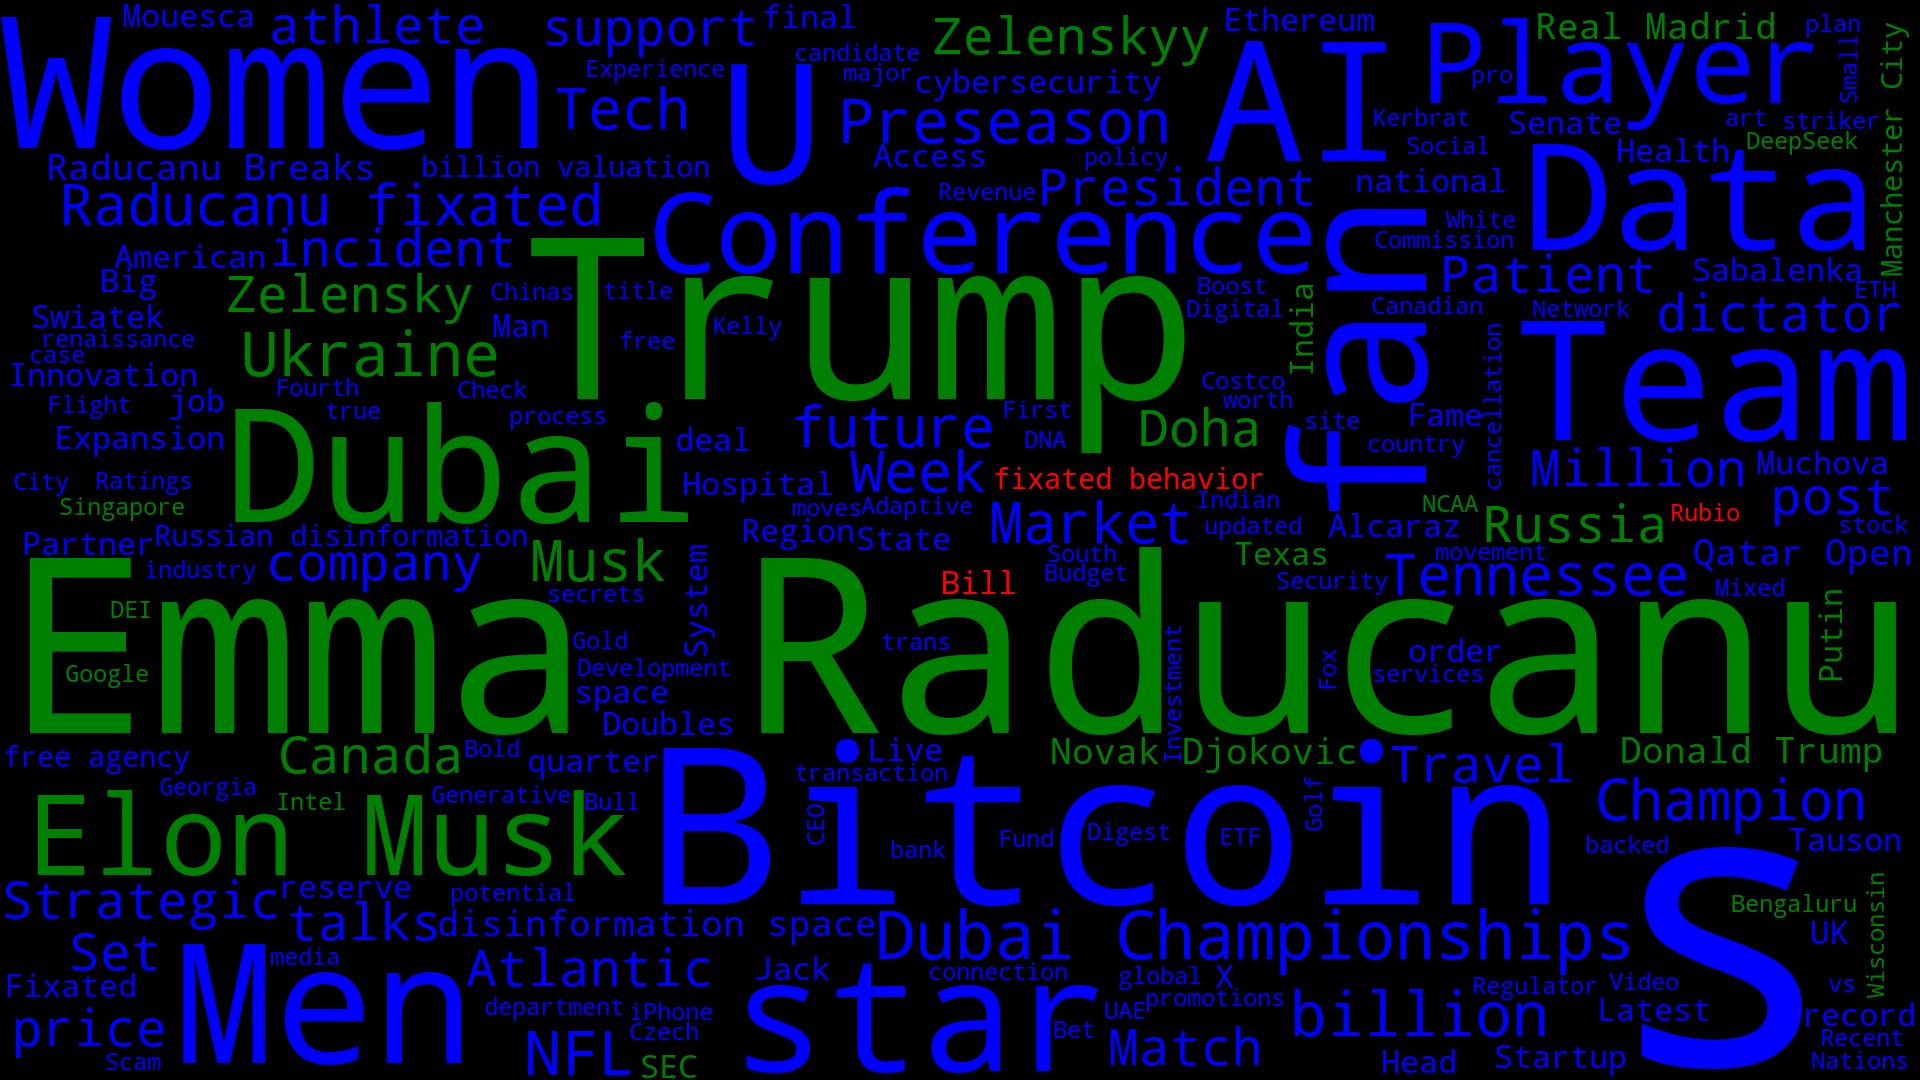 Mouesca
athlete
support
final
Zelenskyy
Ethereum
Real Madrid
plan
Women
Experience
candidate
major
cybersecurity
AI
Player
pro
Small
Manchester City
Tech
U
Preseason
Kerbrat
Senate
art
striker
Raducanu Breaks
billion valuation
Access
policy
Social
Health
DeepSeek
Raducanu fixated
Revenue
President
national
Data
American
incident
Conference
fan
White
Commission
Patient
Sabalenka
ETH
Big
Zelensky
Chinas
title
Trump
Boost
Digital
India
Canadian
Network
dictator
Swiatek
renaissance
Man
free
Kelly
case
Ukraine
Team
Innovation
Fourth
Check
Costco
worth
cancellation
Flight
job
true
process
future
First
Doha
site
Fame
Expansion
Dubai
deal
DNA
country
City
Ratings
Hospital
Week
fixated behavior
Million
Muchova
Singapore
moves
Adaptive
Indian
NCAA
post
Partner
Russian disinformation
Region
State
Market
updated
Alcaraz
Russia
Rubio
stock
industry
company
Musk
System
South
Budget
Texas
movement
Qatar Open
secrets
Bill
Security
Tennessee
Mixed
DEI
Emma
Raducanu
Putin
Google
Gold
Development
trans
Investment
Fox
order
services
space
Doubles
free agency
Canada
Bold
quarter
Live
Novak Djokovic
Travel
Donald Trump
Georgia
Intel
Generative
Bull
transaction
Golf
Champion
Elon Musk
Bitcoin
CEO
bank
Fund
Digest
ETF
backed
Tauson
Strategic
reserve
potential
S
Bengaluru
Wisconsin
talks
disinformation space
Dubai Championships
UK
Set
Men
media
Atlantic
Jack
star
connection
global
X
Regulator
Video
vs
Fixated
department
iPhone
UAE
promotions
billion
Latest
record
price
NFL
Czech
Bet
Match
Recent
Scam
SEC
Head
Startup
Nations